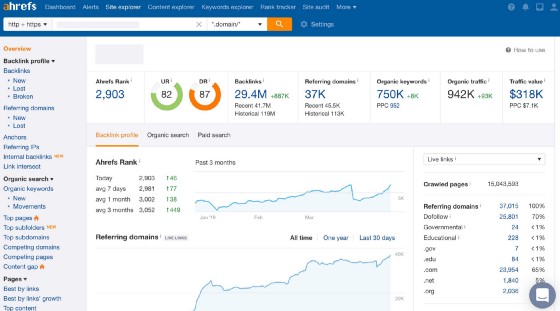 ahrefs Dashboard Alerts Site explorer Content explorer Keywords explorer Rank tracker Site audit More
http + https *.domain/* Settings
Overview
How to use
Backlink profile
Backlinks
New
Lost
Broken
Referring domains
New
Lost
Anchors
Referring IPs
Internal backlinks NEW
Link intersect
Organic search
Organic keywords
New
Movements
Top pages
Top subfolders NEW
Top subdomains
Competing domains
Competing pages
Content gap
Pages
Best by links
Best by links' growth
Top content
Ahrefs Rank UR DR Backlinks Referring domains Organic keywords Organic traffic Traffic value
2,903 82 87 29.4M +887K 37K 750K +8K 942K +93K $318K
Recent 41.7M Recent 45.5K PPC 952 PPC $7.1K
Historical 119M Historical 113K
Backlink profile Organic search Paid search
Ahrefs Rank Past 3 months
Today 2,903 ↑46
avg 7 days 2,981 ↑77
avg 1 month 3,002 ↑38
avg 3 months 3,052 ↑449
5K
Jan '19 Feb Mar
Referring domains LIVE LINKS All time One year Last 30 days
40K
20K
Live links
Crawled pages 15,043,593
Referring domains 37,015 100%
Dofollow 25,801 70%
Governmental 24 <1%
Educational 228 <1%
.gov 7 <1%
.edu 84 <1%
.com 23,954 65%
.net 1,840 5%
.org 2,036